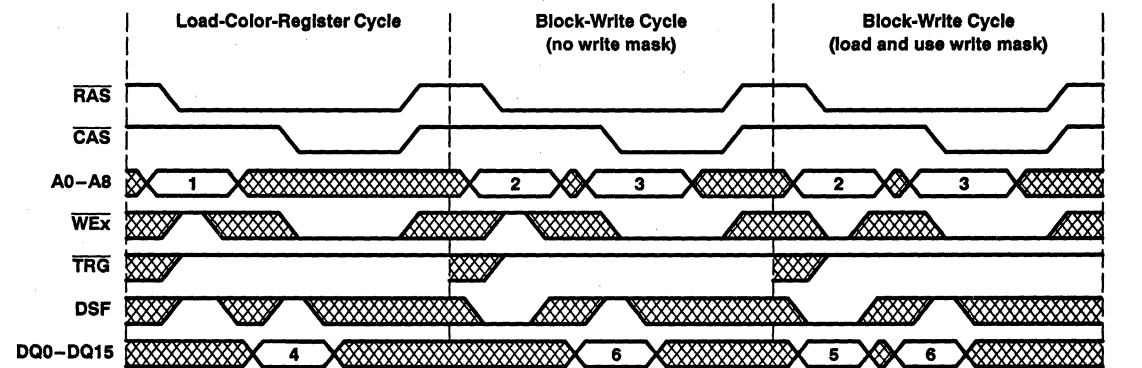 Load-Color-Register Cycle
Block-Write Cycle
(no write mask)
Block-Write Cycle
(load and use write mask)
RAS
CAS
A0–A8
1
2
3
2
3
WEx
TRG
DSF
DQ0–DQ15
4
6
5
6